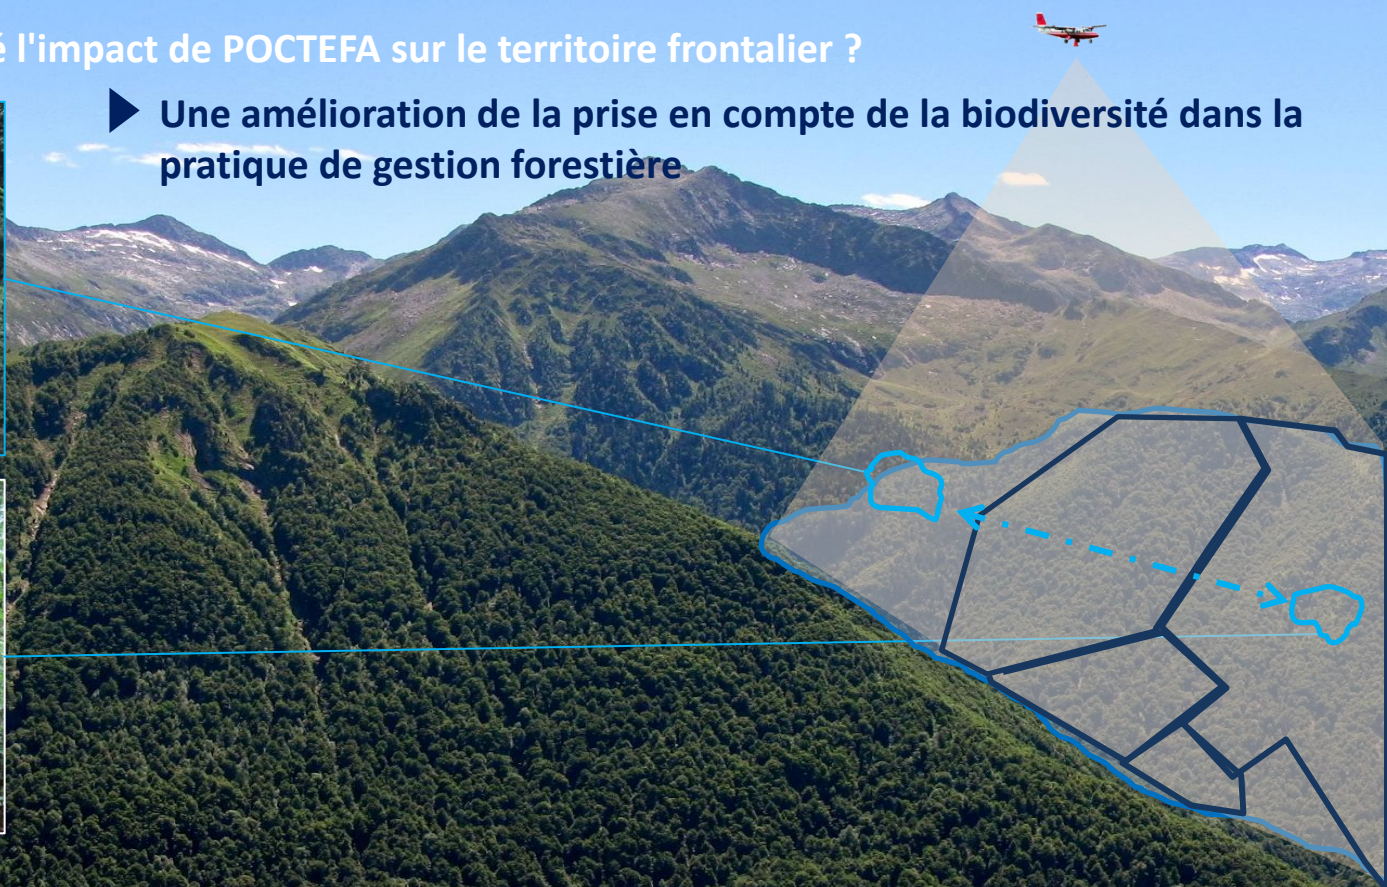 l'impact de POCTEFA sur le territoire frontalier ?
Une amélioration de la prise en compte de la biodiversité dans la
pratique de gestion forestière